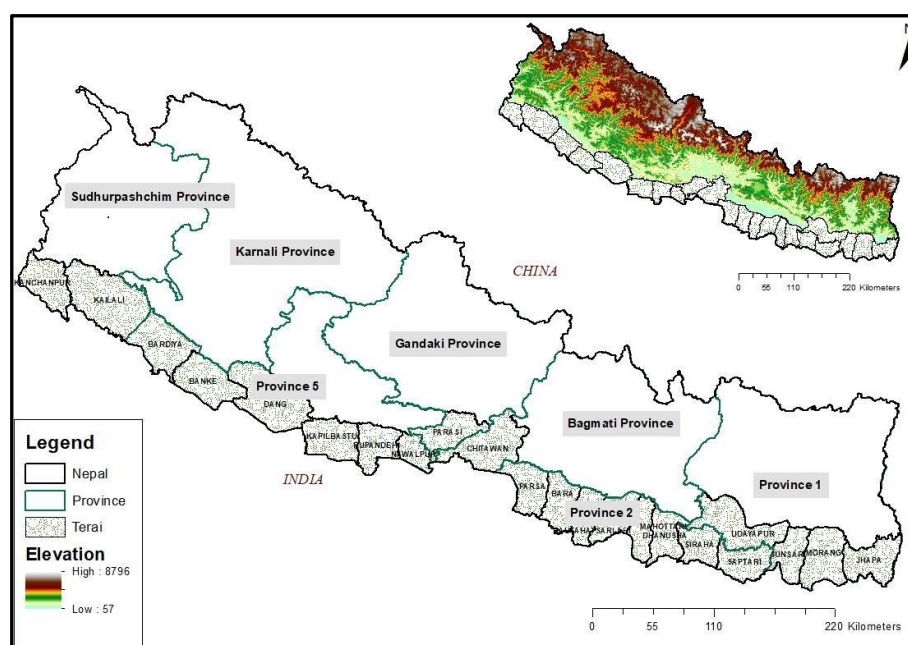 N
Sudhurpashchim Province
Karnali Province
CHINA
0 55 110 220 Kilometers
KANCHANPUR
KAILALI
Gandaki Province
BARDIYA
BANKE
Province 5
DANG
Bagmati Province
KAPILBASTU
RUPANDEHI
NAWALPUR
PARASI
CHITAWAN
INDIA
Province 1
PARSA
BARA
Province 2
MAHOTTARI
DHANUSHA
SIRAHA
UDAYAPUR
SAPTARI
SUNSARI
MORANG
JHAPA
Legend
Nepal
Province
Terai
Elevation
High : 8796
Low : 57
0 55 110 220 Kilometers